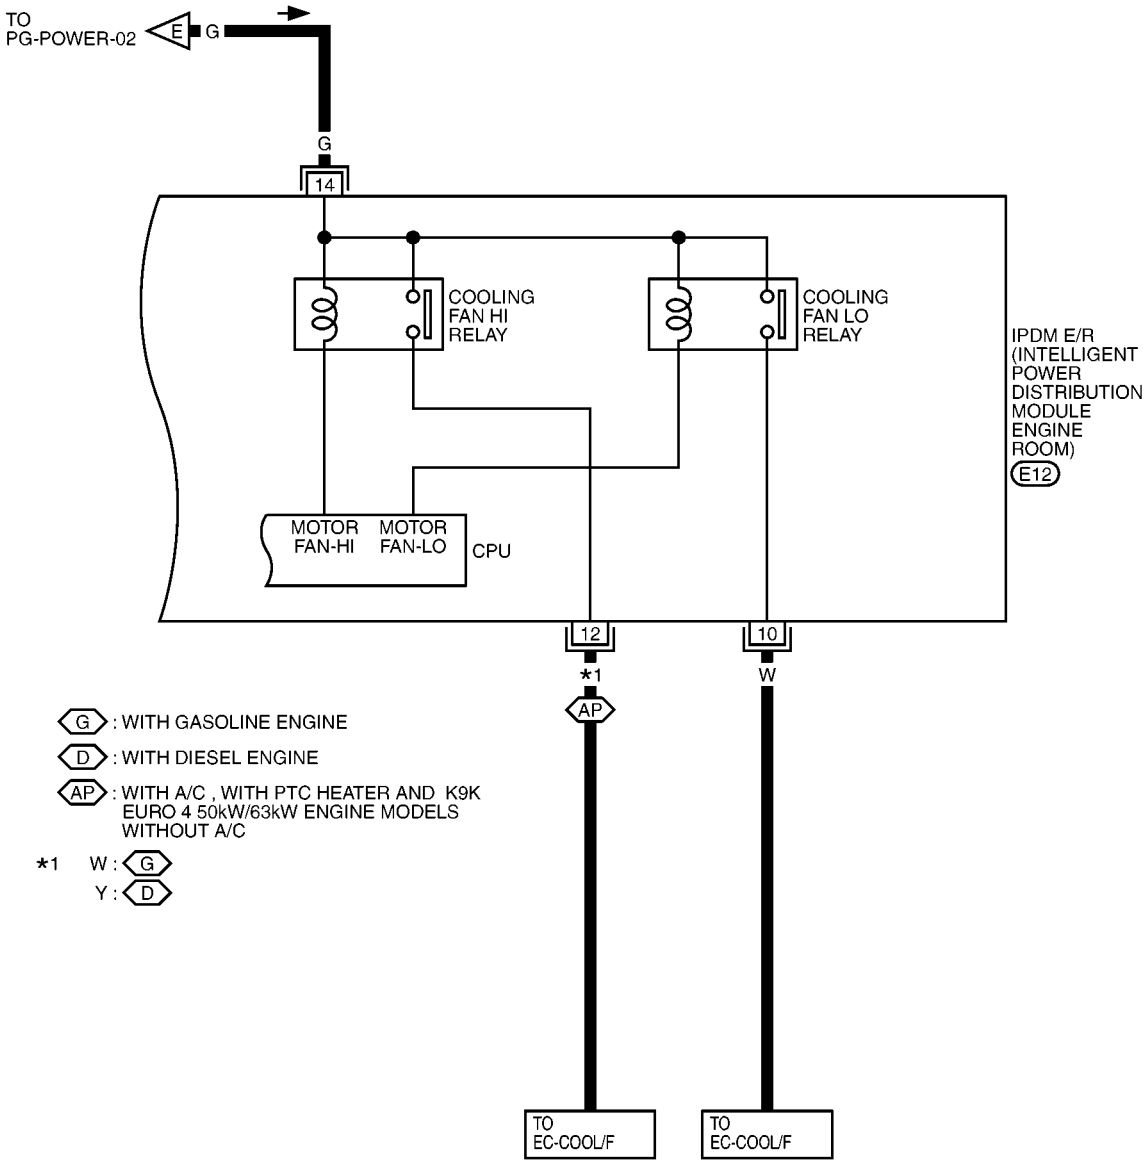 TO
PG-POWER-02
E
G
G
14
COOLING
FAN HI
RELAY
COOLING
FAN LO
RELAY
IPDM E/R
(INTELLIGENT
POWER
DISTRIBUTION
MODULE
ENGINE
ROOM)
E12
MOTOR
FAN-HI
MOTOR
FAN-LO
CPU
12
10
*1
W
AP
G : WITH GASOLINE ENGINE
D : WITH DIESEL ENGINE
AP : WITH A/C , WITH PTC HEATER AND K9K
EURO 4 50kW/63kW ENGINE MODELS
WITHOUT A/C
*1 W : G
Y : D
TO
EC-COOL/F
TO
EC-COOL/F